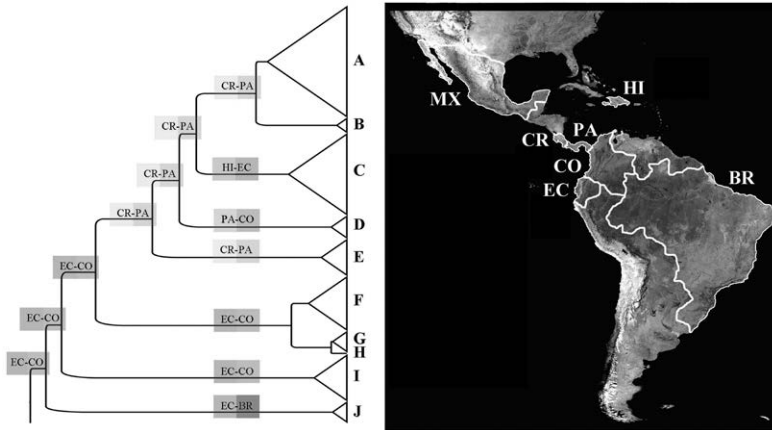 A
CR-PA
B
CR-PA
HI-EC
C
CR-PA
PA-CO
D
CR-PA
CR-PA
E
EC-CO
F
EC-CO
G
H
EC-CO
EC-CO
I
EC-CO
EC-BR
J
MX
HI
CR
PA
CO
EC
BR